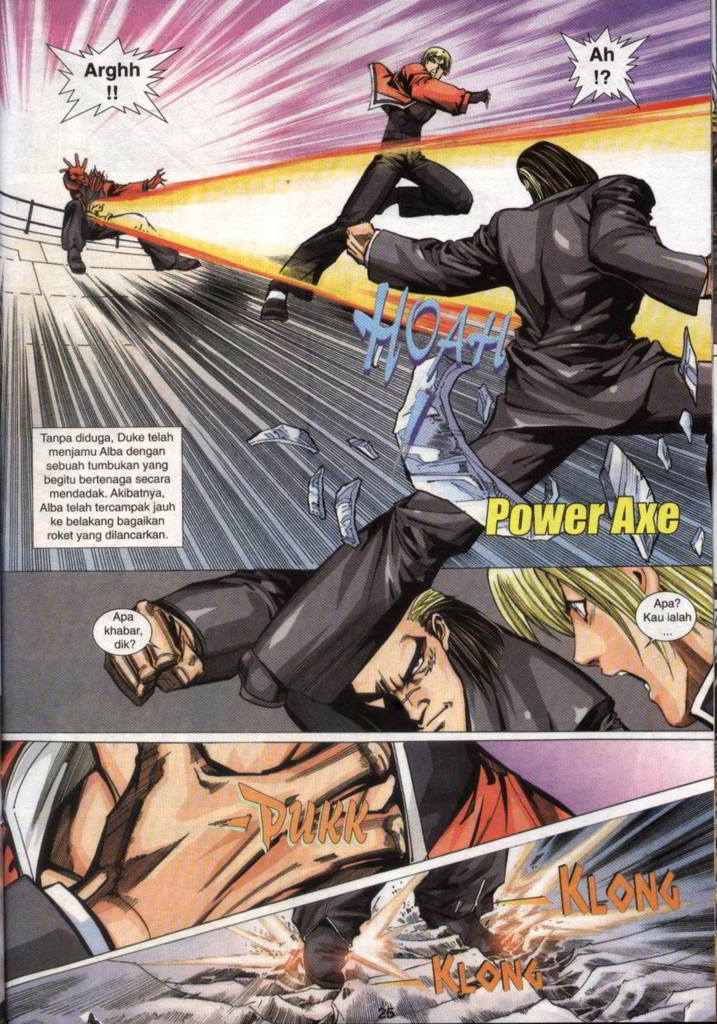 Arghh
!!
Ah
!?
HOAH
Tanpa diduga, Duke telah
menjamu Alba dengan
sebuah tumbukan yang
begitu bertenaga secara
mendadak. Akibatnya,
Alba telah tercampak jauh
ke belakang bagaikan
roket yang dilancarkan.
Power Axe
Apa
khabar,
dik?
Apa?
Kau ialah
...
PUKK
KLONG
KLONG
25